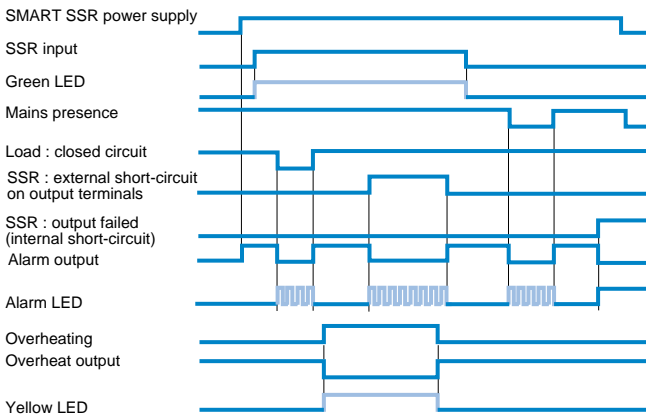 SMART SSR power supply
SSR input
Green LED
Mains presence
Load : closed circuit
SSR : external short-circuit
on output terminals
SSR : output failed
(internal short-circuit)
Alarm output
Alarm LED
Overheating
Overheat output
Yellow LED